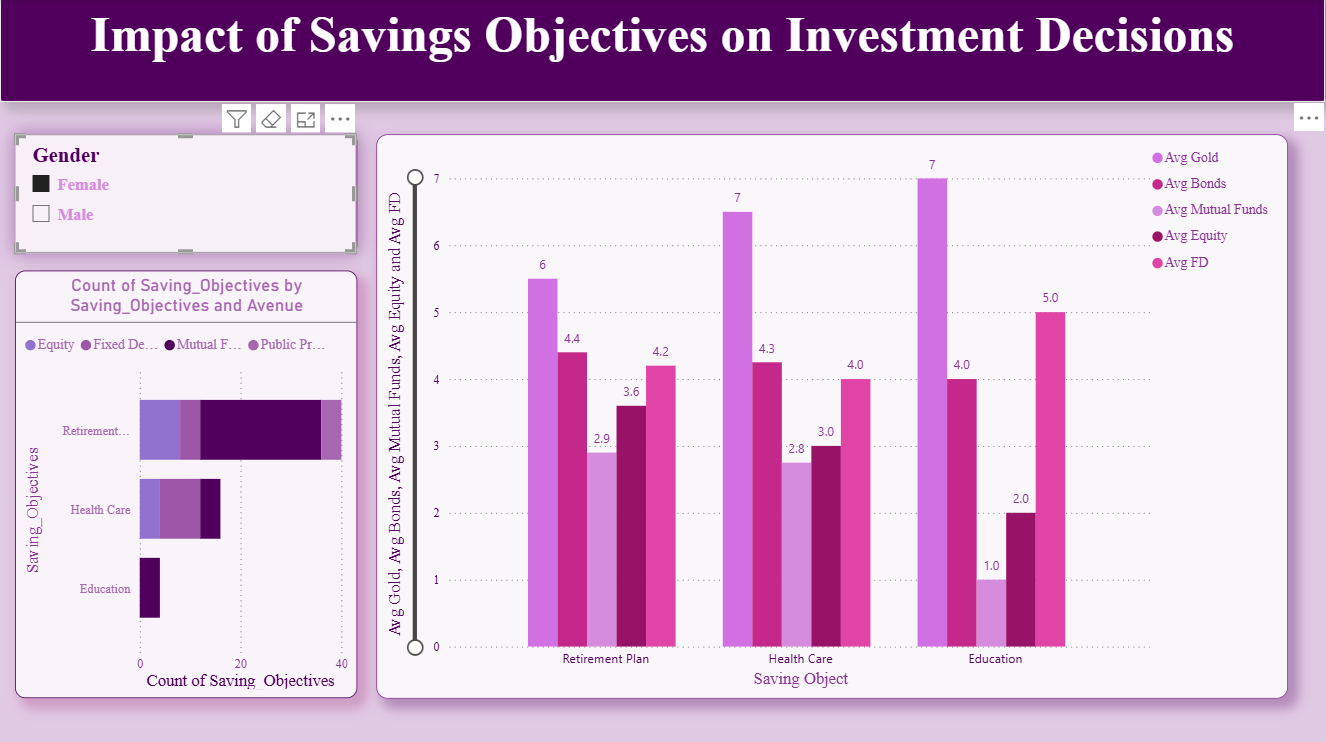 Impact of Savings Objectives on Investment Decisions
Gender
Female
Male
Count of Saving_Objectives by
Saving_Objectives and Avenue
Equity Fixed De... Mutual F... Public Pr...
Saving_Objectives
Retirement...
Health Care
Education
0 20 40
Count of Saving_Objectives
Avg Gold, Avg Bonds, Avg Mutual Funds, Avg Equity and Avg FD
7
6
5
4
3
2
1
0
6 4.4 2.9 3.6 4.2
7 4.3 2.8 3.0 4.0
7 4.0 1.0 2.0 5.0
Retirement Plan Health Care Education
Saving Object
Avg Gold
Avg Bonds
Avg Mutual Funds
Avg Equity
Avg FD